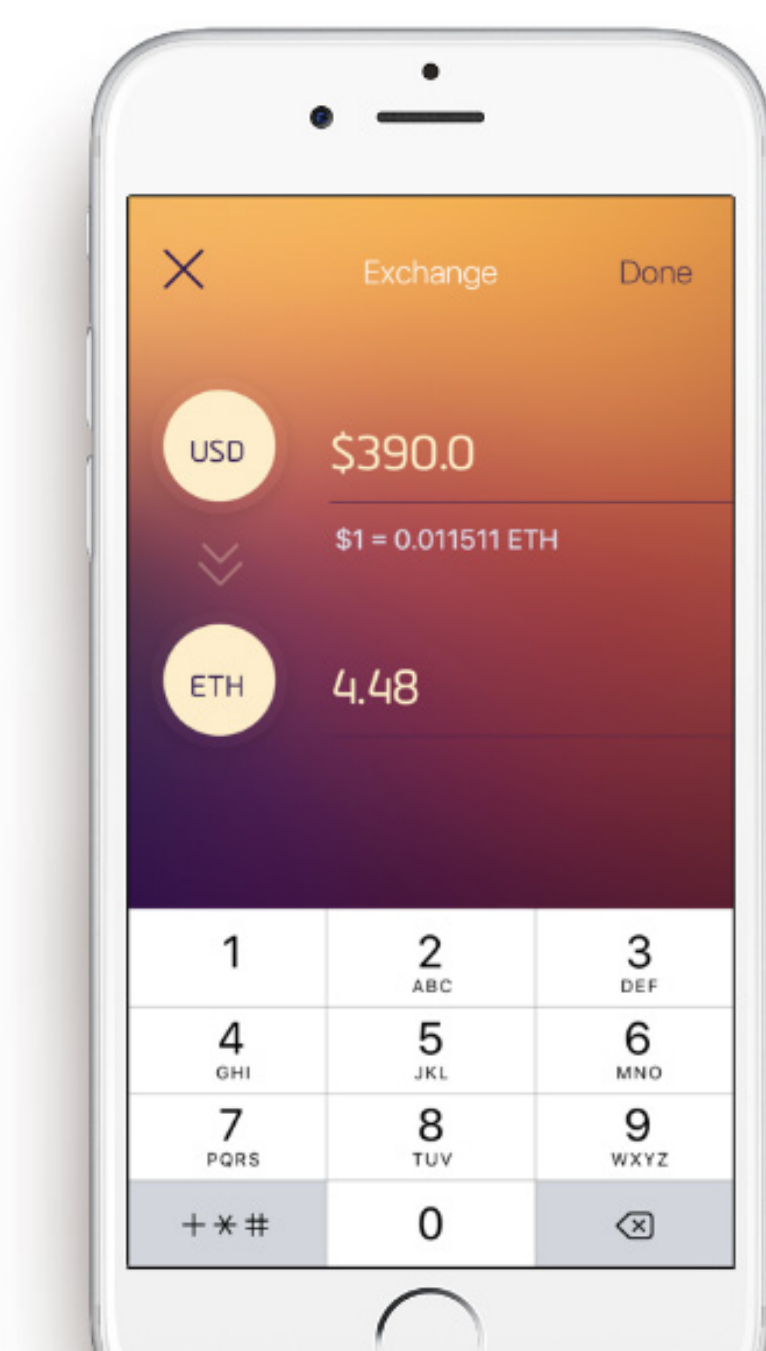 Exchange Done
USD $390.0
$1 = 0.011511 ETH
ETH 4.48
1 2 3
ABC DEF
4 5 6
GHI JKL MNO
7 8 9
PQRS TUV WXYZ
+*# 0